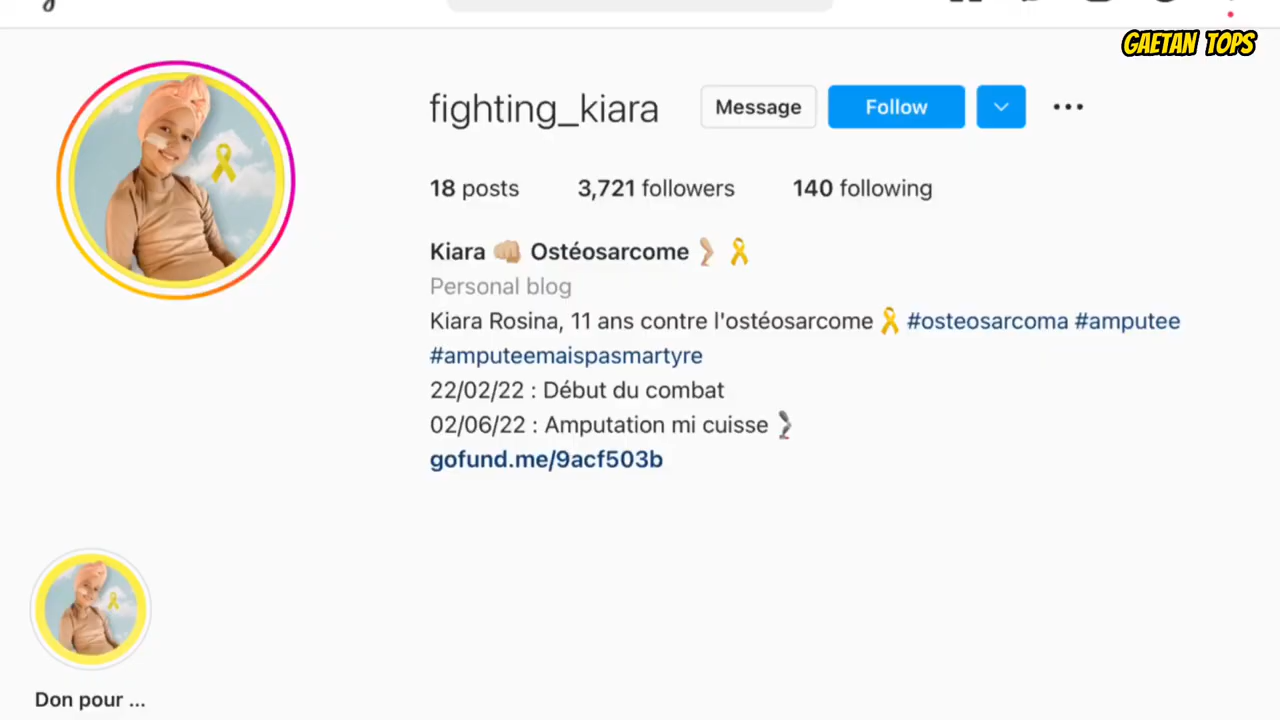 GAETAN TOPS
fighting_kiara
Message
Follow
18 posts
3,721 followers
140 following
Kiara 👊🏼 Ostéosarcome 🦵🏼 🎗
Personal blog
Kiara Rosina, 11 ans contre l'ostéosarcome 🎗 #osteosarcoma #amputee
#amputeemaispasmartyre
22/02/22 : Début du combat
02/06/22 : Amputation mi cuisse 🦿
gofund.me/9acf503b
Don pour ...